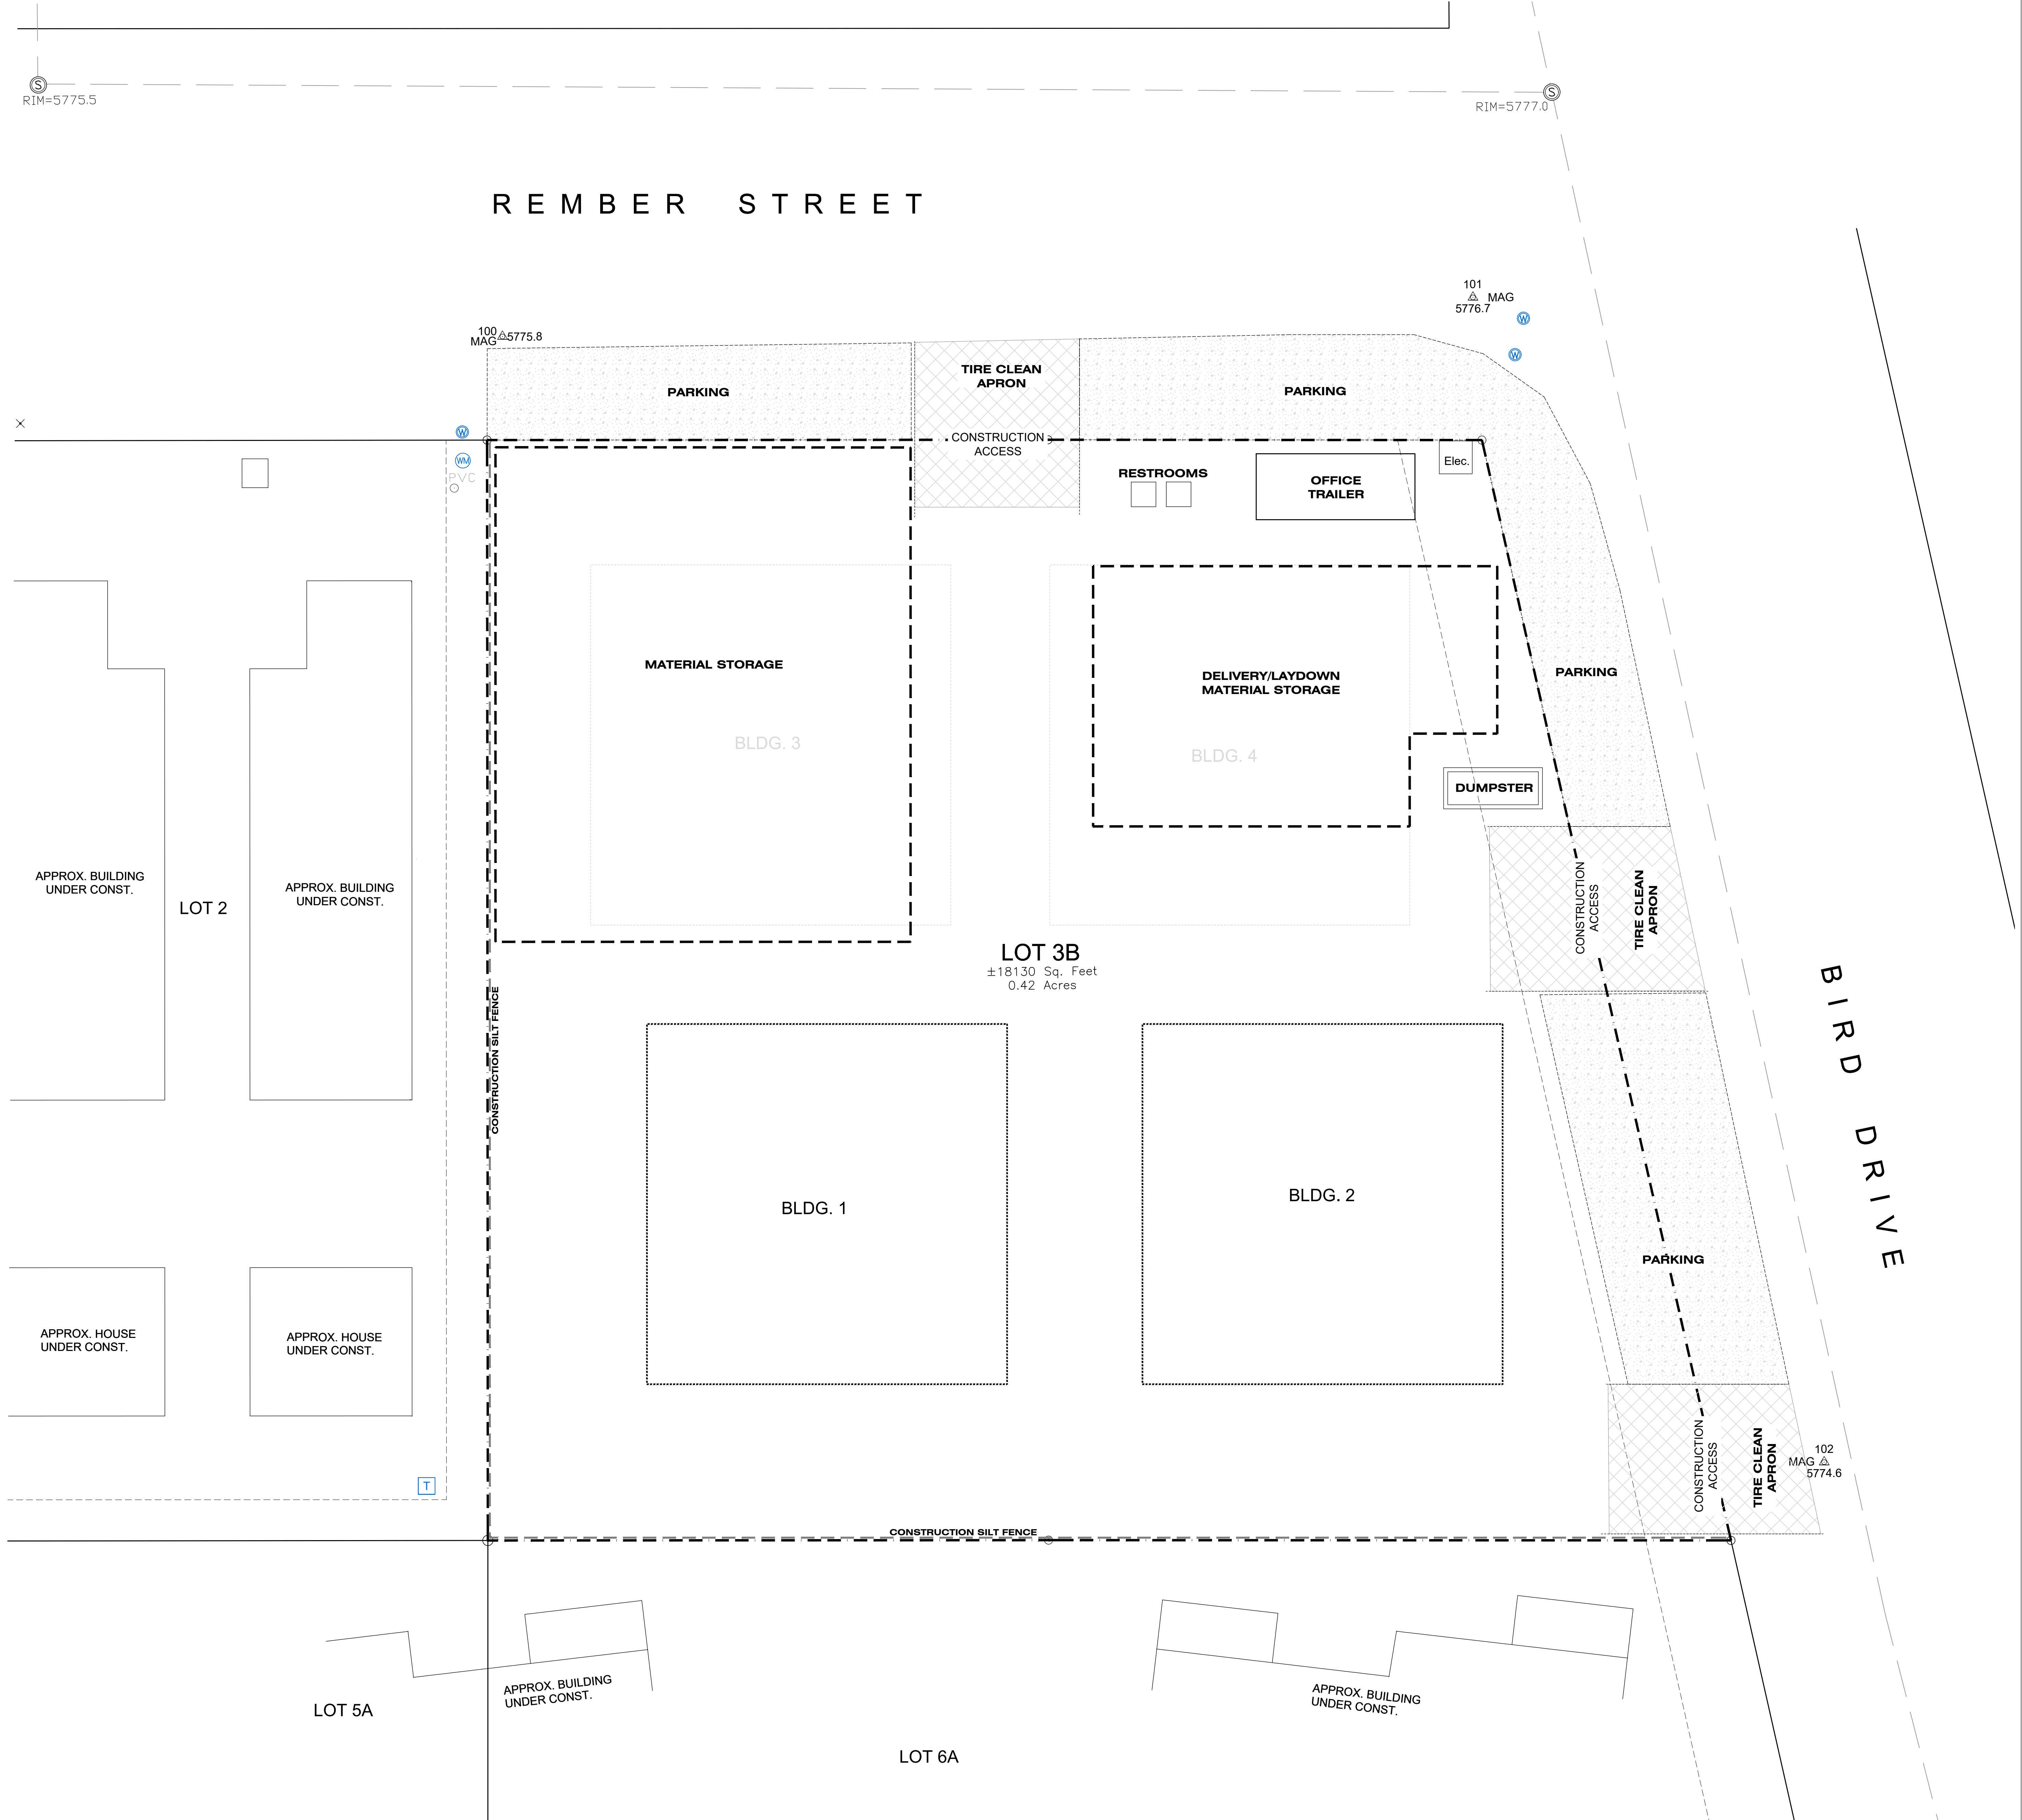 S
S
RIM=5775.5
RIM=5777.0
REMBER STREET
101
MAG
5776.7
W
W
100
MAG 5775.8
TIRE CLEAN
APRON
PARKING
PARKING
W
CONSTRUCTION
ACCESS
WM
PVC
Elec.
RESTROOMS
OFFICE
TRAILER
MATERIAL STORAGE
DELIVERY/LAYDOWN
MATERIAL STORAGE
PARKING
BLDG. 3
BLDG. 4
DUMPSTER
APPROX. BUILDING
UNDER CONST.
APPROX. BUILDING
UNDER CONST.
LOT 2
CONSTRUCTION
ACCESS
TIRE CLEAN
APRON
LOT 3B
±18130 Sq. Feet
0.42 Acres
CONSTRUCTION SILT FENCE
BIRD DRIVE
BLDG. 1
BLDG. 2
PARKING
APPROX. HOUSE
UNDER CONST.
APPROX. HOUSE
UNDER CONST.
CONSTRUCTION
ACCESS
TIRE CLEAN
APRON
102
MAG
5774.6
T
CONSTRUCTION SILT FENCE
APPROX. BUILDING
UNDER CONST.
APPROX. BUILDING
UNDER CONST.
LOT 5A
LOT 6A